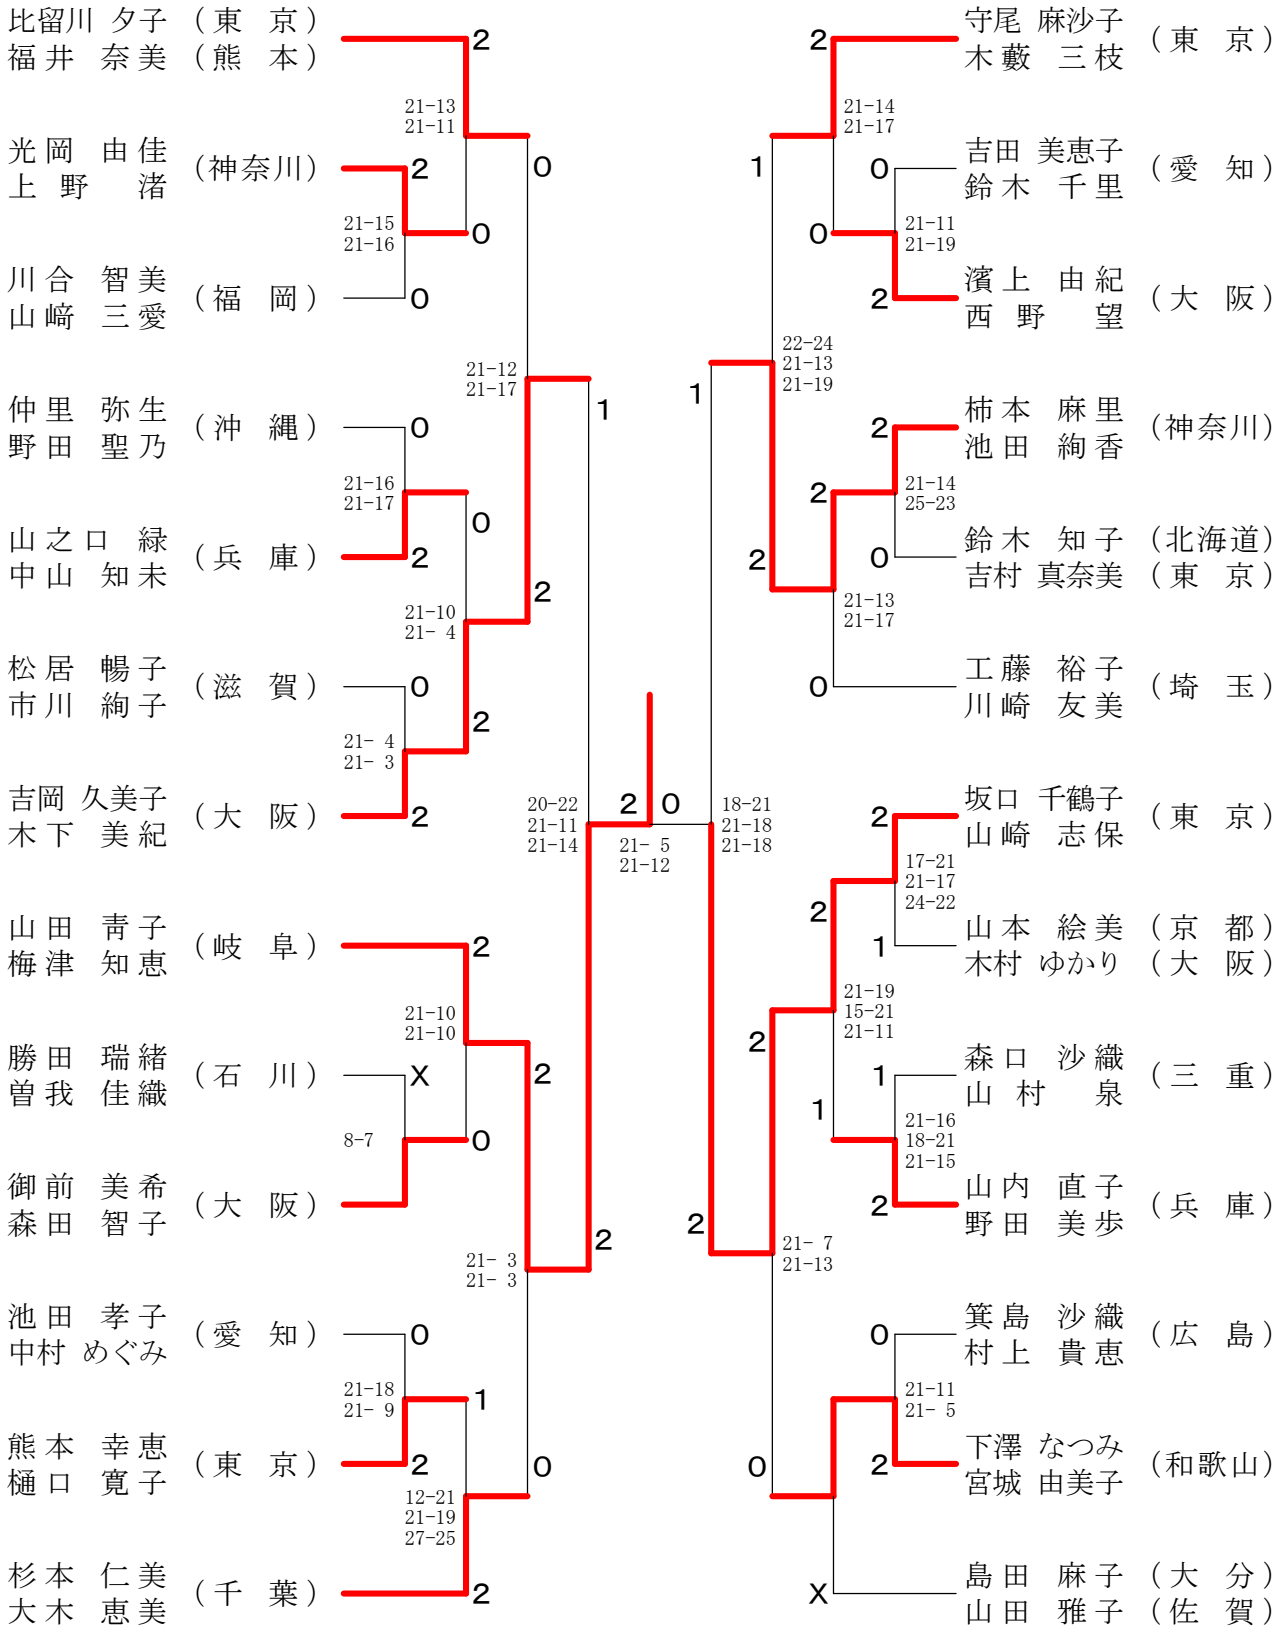 比留川 夕子 (東 京)
福井 奈美 (熊 本)
2
21-13
21-11
光岡 由佳
上野 渚
(神奈川)
2
0
21-15
21-16
0
川合 智美
山﨑 三愛
(福 岡)
0
21-12
21-17
1
仲里 弥生
野田 聖乃
(沖 縄)
0
21-16
21-17
0
山之口 緑
中山 知未
(兵 庫)
2
2
21-10
21- 4
松居 暢子
市川 絢子
(滋 賀)
0
2
21- 4
21- 3
吉岡 久美子
木下 美紀
(大 阪)
2
20-22
21-11
21-14
2 0
21- 5
21-12
山田 青子
梅津 知恵
(岐 阜)
2
21-10
21-10
勝田 瑞緒
曽我 佳織
(石 川)
X
2
8-7
0
御前 美希
森田 智子
(大 阪)
2
21- 3
21- 3
池田 孝子
中村 めぐみ
(愛 知)
0
21-18
21- 9
1
熊本 幸恵
樋口 寛子
(東 京)
2
0
12-21
21-19
27-25
杉本 仁美
大木 恵美
(千 葉)
2
2
守尾 麻沙子
木藪 三枝
(東 京)
21-14
21-17
1
0
吉田 美恵子
鈴木 千里
(愛 知)
0
21-11
21-19
2
濱上 由紀
西野 望
(大 阪)
22-24
21-13
21-19
1
2
柿本 麻里
池田 絢香
(神奈川)
2
21-14
25-23
2
0
鈴木 知子 (北海道)
吉村 真奈美 (東 京)
21-13
21-17
0
工藤 裕子
川崎 友美
(埼 玉)
18-21
21-18
21-18
2
坂口 千鶴子
山崎 志保
(東 京)
17-21
21-17
24-22
2
1
山本 絵美 (京 都)
木村 ゆかり (大 阪)
21-19
15-21
21-11
2
1
森口 沙織
山村 泉
(三 重)
1
21-16
18-21
21-15
2
山内 直子
野田 美歩
(兵 庫)
2
21- 7
21-13
0
箕島 沙織
村上 貴恵
(広 島)
21-11
21- 5
0
2
下澤 なつみ
宮城 由美子
(和歌山)
X
島田 麻子 (大 分)
山田 雅子 (佐 賀)